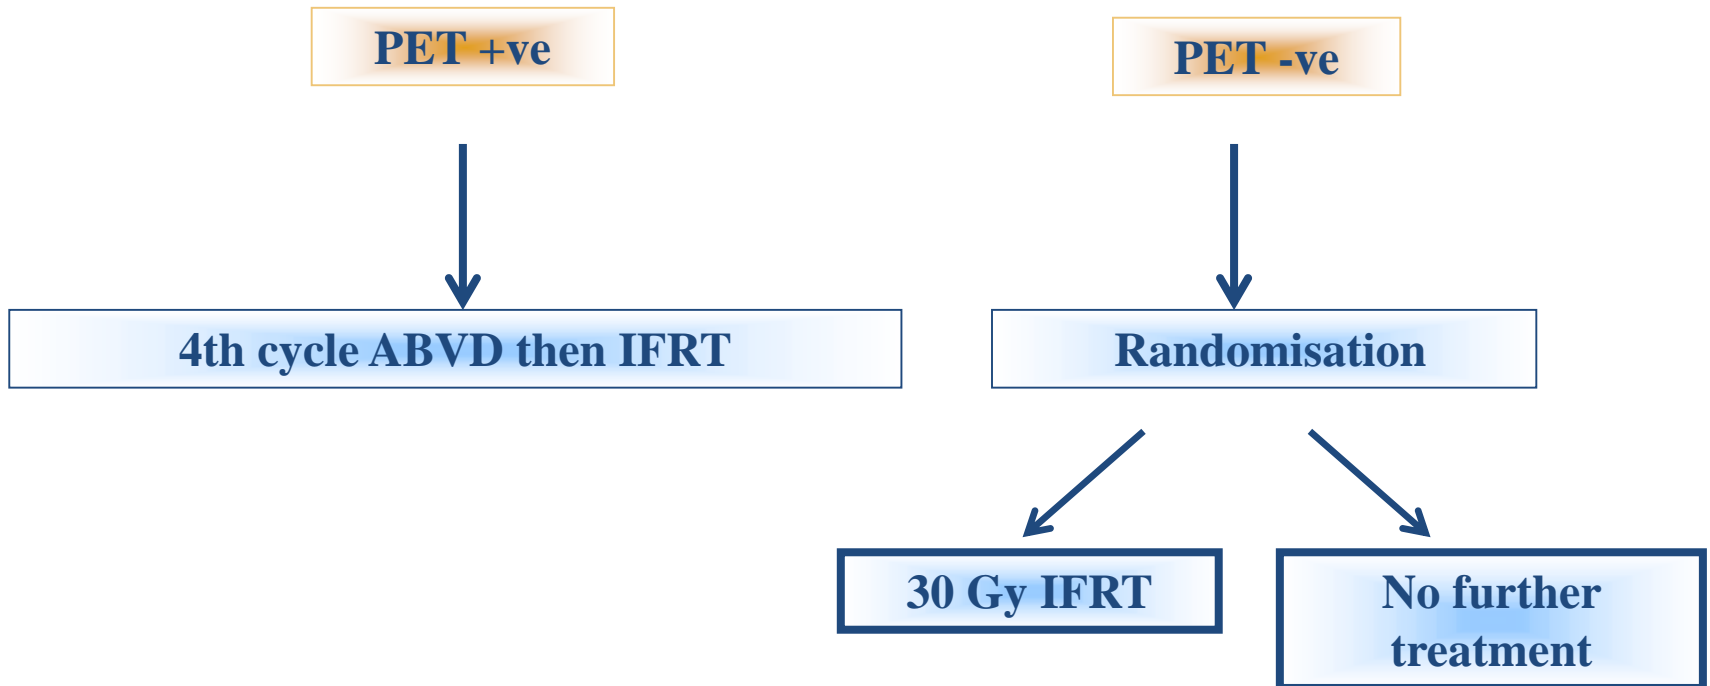 PET +ve
PET -ve
4th cycle ABVD then IFRT
Randomisation
30 Gy IFRT
No further
treatment